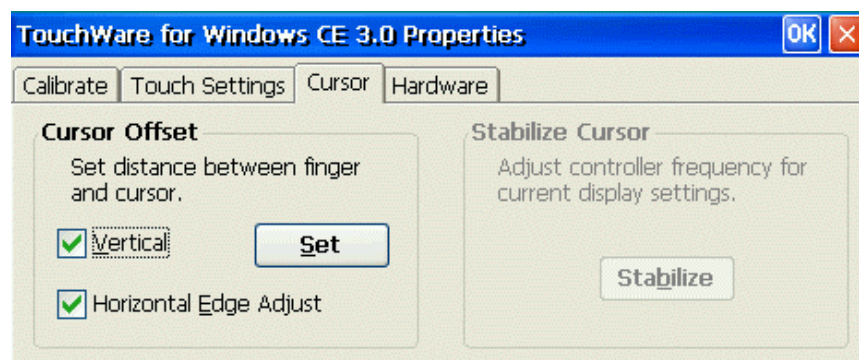 TouchWare for Windows CE 3.0 Properties OK
Calibrate Touch Settings Cursor Hardware
Cursor Offset
Set distance between finger
and cursor.
Vertical Set
Horizontal Edge Adjust
Stabilize Cursor
Adjust controller frequency for
current display settings.
Stabilize